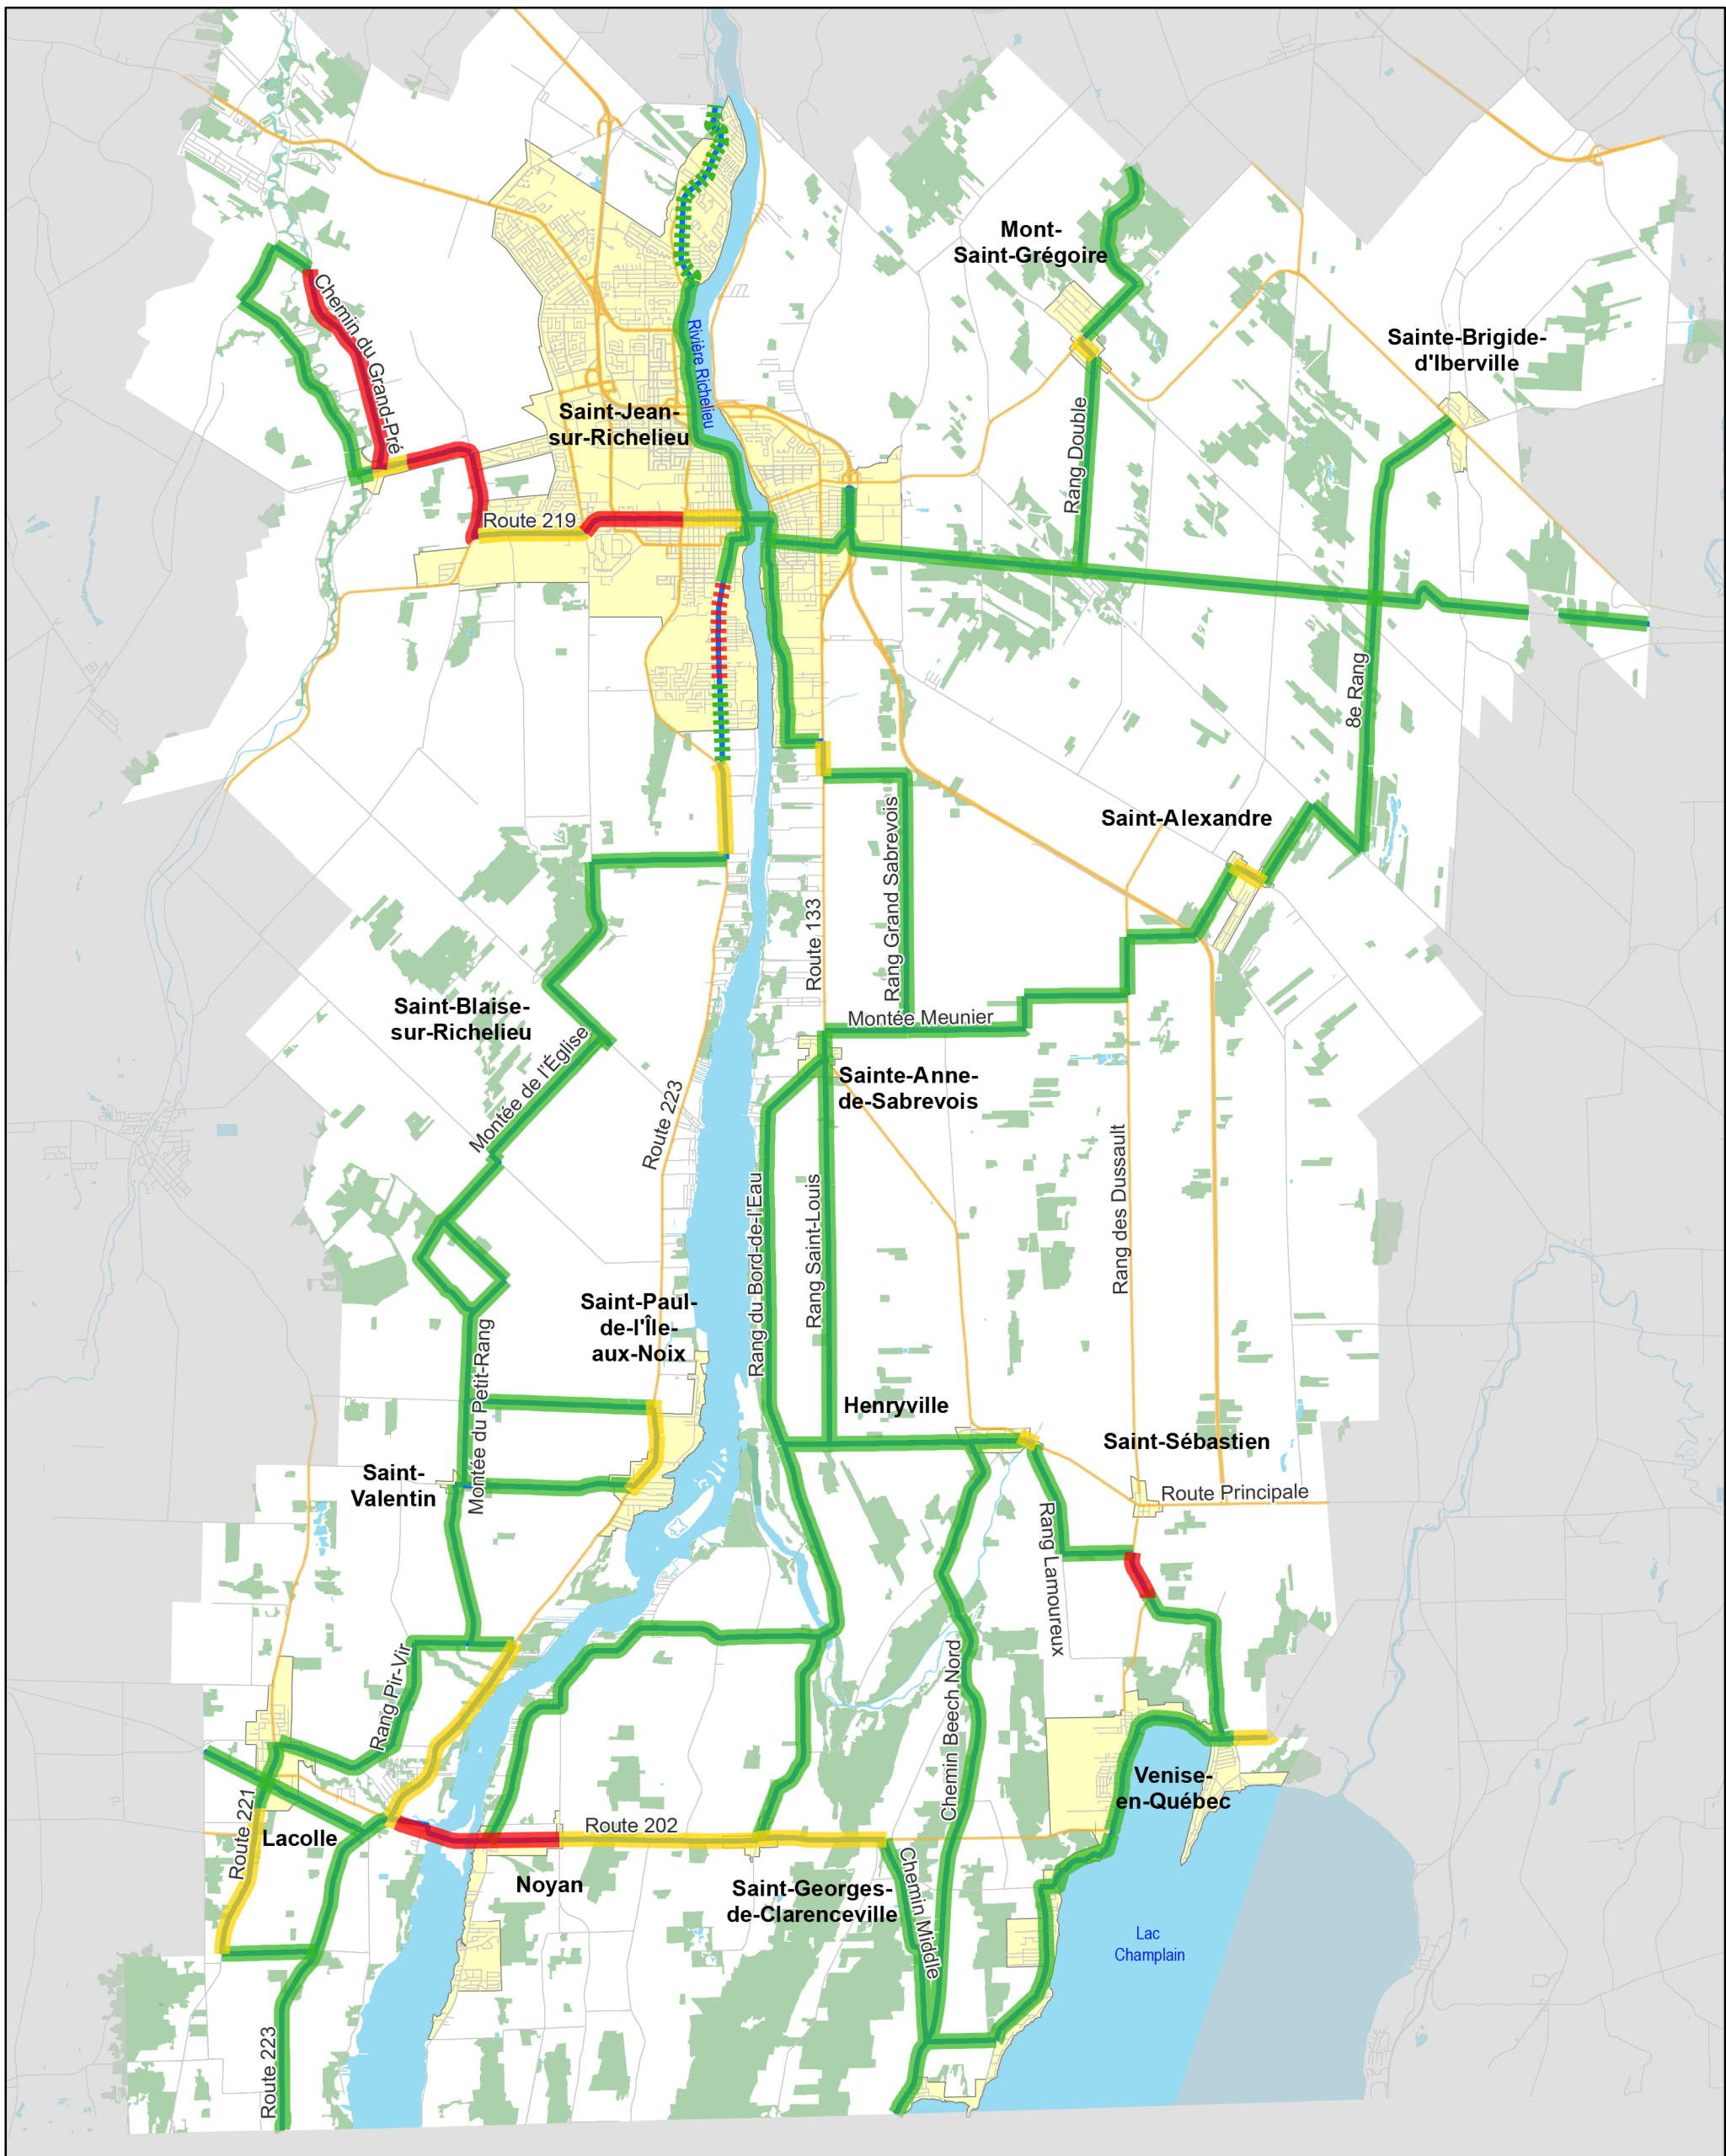 Mont-
Saint-Grégoire
Sainte-Brigide-
d'Iberville
Chemin du Grand-Pré
Rivière Richelieu
Saint-Jean-
sur-Richelieu
Rang Double
Route 219
8e Rang
Saint-Alexandre
Rang Grand Sabrevois
Route 133
Saint-Blaise-
sur-Richelieu
Montée Meunier
Montée de l'Église
Sainte-Anne-
de-Sabrevois
Route 223
Rang du Bord-de-l'Eau
Rang Saint-Louis
Rang des Dussault
Saint-Paul-
de-l'Île-
aux-Noix
Montée du Petit-Rang
Henryville
Saint-Sébastien
Saint-
Valentin
Route Principale
Rang Lamoureux
Rang Pir-Vir
Chemin Beech Nord
Venise-
en-Québec
Route 221
Lacolle
Route 202
Noyan
Saint-Georges-
de-Clarenceville
Chemin Middle
Lac
Champlain
Route 223